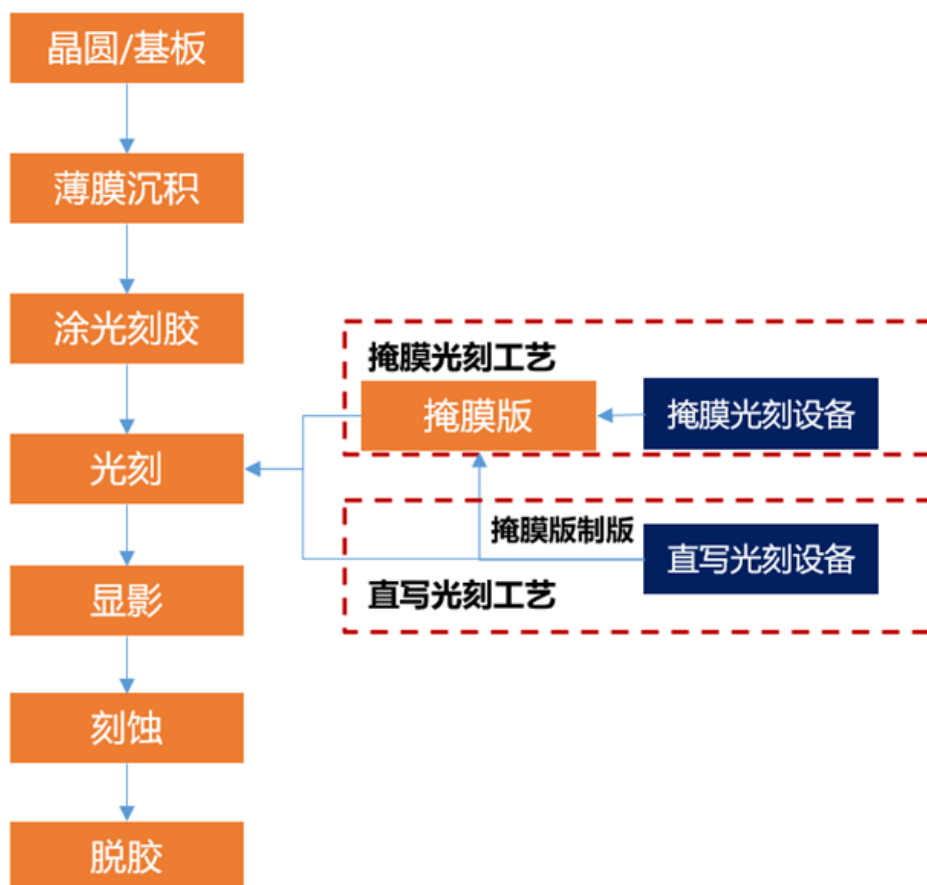 晶圆/基板
薄膜沉积
涂光刻胶
掩膜光刻工艺
掩膜版
掩膜光刻设备
光刻
掩膜版制版
直写光刻设备
直写光刻工艺
显影
刻蚀
脱胶